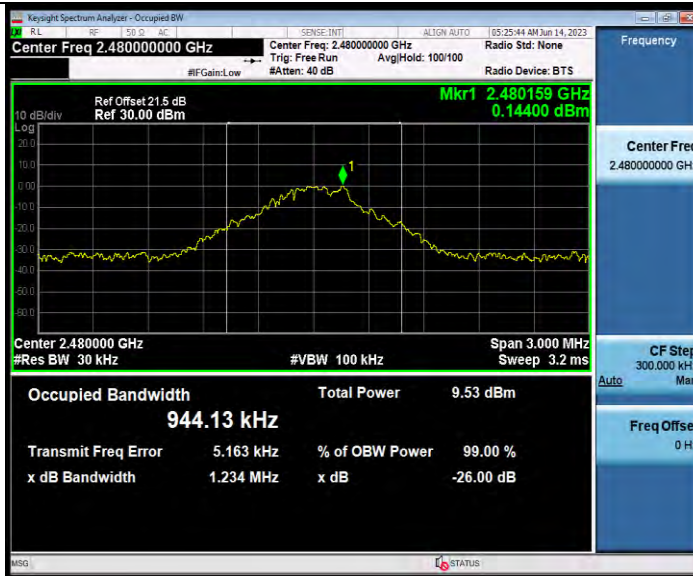 Keysight Spectrum Analyzer - Occupied BW
RL RF 50 Ω AC SENSE:INT ALIGN AUTO 05:25:44 AM Jun 14, 2023
Center Freq 2.480000000 GHz
Center Freq: 2.480000000 GHz
Radio Std: None
Trig: Free Run Avg|Hold: 100/100
#IFGain:Low #Atten: 40 dB Radio Device: BTS
Frequency
Ref Offset 21.5 dB
10 dB/div Ref 30.00 dBm
Mkr1 2.480159 GHz
0.14400 dBm
Log
20.0
10.0
0.00
-10.0
-20.0
-30.0
-40.0
-50.0
-60.0
1
Center 2.480000 GHz Span 3.000 MHz
#Res BW 30 kHz #VBW 100 kHz Sweep 3.2 ms
Occupied Bandwidth Total Power 9.53 dBm
944.13 kHz
Transmit Freq Error 5.163 kHz % of OBW Power 99.00 %
x dB Bandwidth 1.234 MHz x dB -26.00 dB
Center Freq
2.480000000 GHz
CF Step
300.000 kH
Auto Ma
Freq Offse
0 H
MSG STATUS